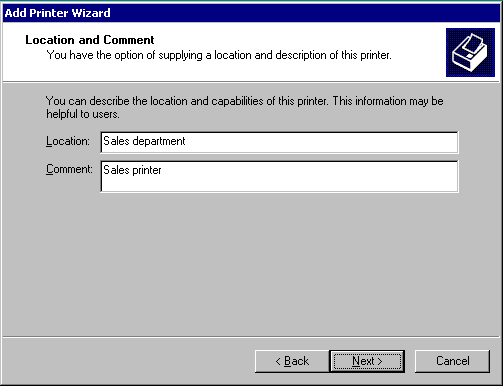 Add Printer Wizard
Location and Comment
You have the option of supplying a location and description of this printer.
You can describe the location and capabilities of this printer. This information may be
helpful to users.
Location: Sales department
Comment: Sales printer
< Back Next > Cancel